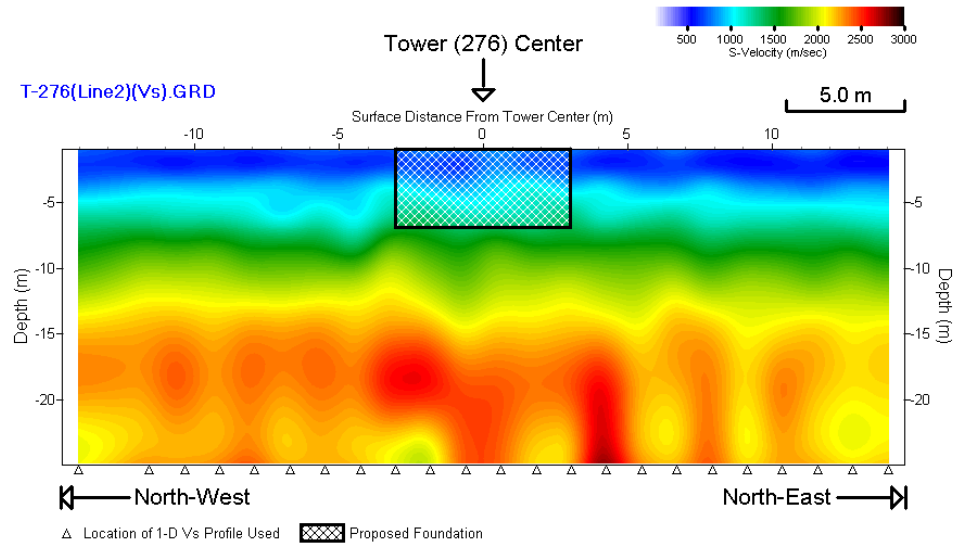 500 1000 1500 2000 2500 3000
S-Velocity (m/sec)
Tower (276) Center
T-276(Line2)(Vs).GRD
5.0 m
Surface Distance From Tower Center (m)
-10 -5 0 5 10
-5 -5
-10 -10
-15 -15
-20 -20
Depth (m)
Depth (m)
North-West
North-East
Location of 1-D Vs Profile Used
Proposed Foundation